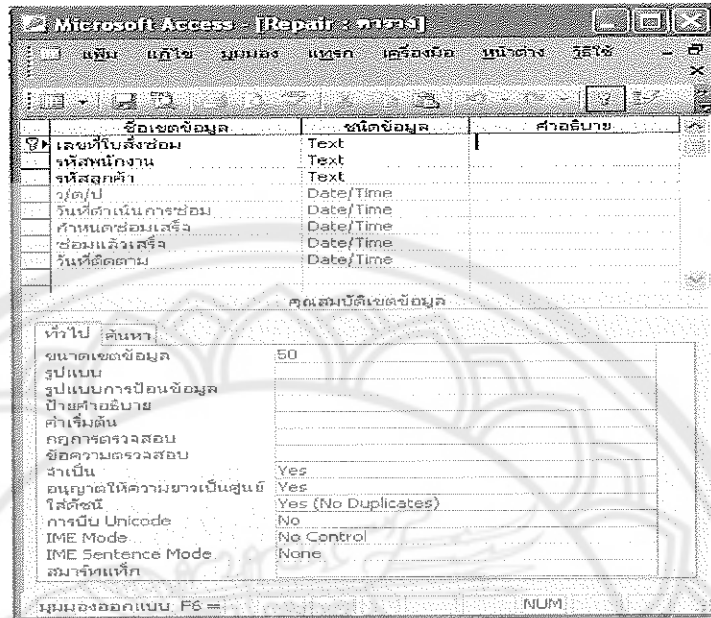 Microsoft Access - [Repair : ตาราง]
แฟ้ม แก้ไข มุมมอง แทรก เครื่องมือ หน้าต่าง วิธีใช้
ชื่อเขตข้อมูล ชนิดข้อมูล คำอธิบาย
เลขที่ใบสั่งซ่อม Text
รหัสพนักงาน Text
รหัสลูกค้า Text
ว/ด/ป Date/Time
วันที่ดำเนินการซ่อม Date/Time
กำหนดซ่อมเสร็จ Date/Time
ซ่อมแล้วเสร็จ Date/Time
วันที่ติดตาม Date/Time
คุณสมบัติเขตข้อมูล
ทั่วไป ค้นหา
ขนาดเขตข้อมูล 50
รูปแบบ
รูปแบบการป้อนข้อมูล
ป้ายคำอธิบาย
ค่าเริ่มต้น
กฎการตรวจสอบ
ข้อความตรวจสอบ
จำเป็น Yes
อนุญาตให้ความยาวเป็นศูนย์ Yes
ใส่ดัชนี Yes (No Duplicates)
การบีบ Unicode No
IME Mode No Control
IME Sentence Mode None
สมาร์ทแท็ก
มุมมองออกแบบ F6 = NUM